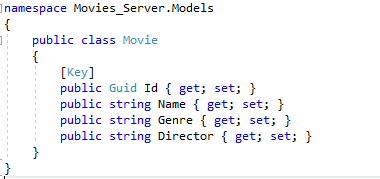 namespace Movies_Server.Models
{
    public class Movie
    {
        [Key]
        public Guid Id { get; set; }
        public string Name { get; set; }
        public string Genre { get; set; }
        public string Director { get; set; }
    }
}